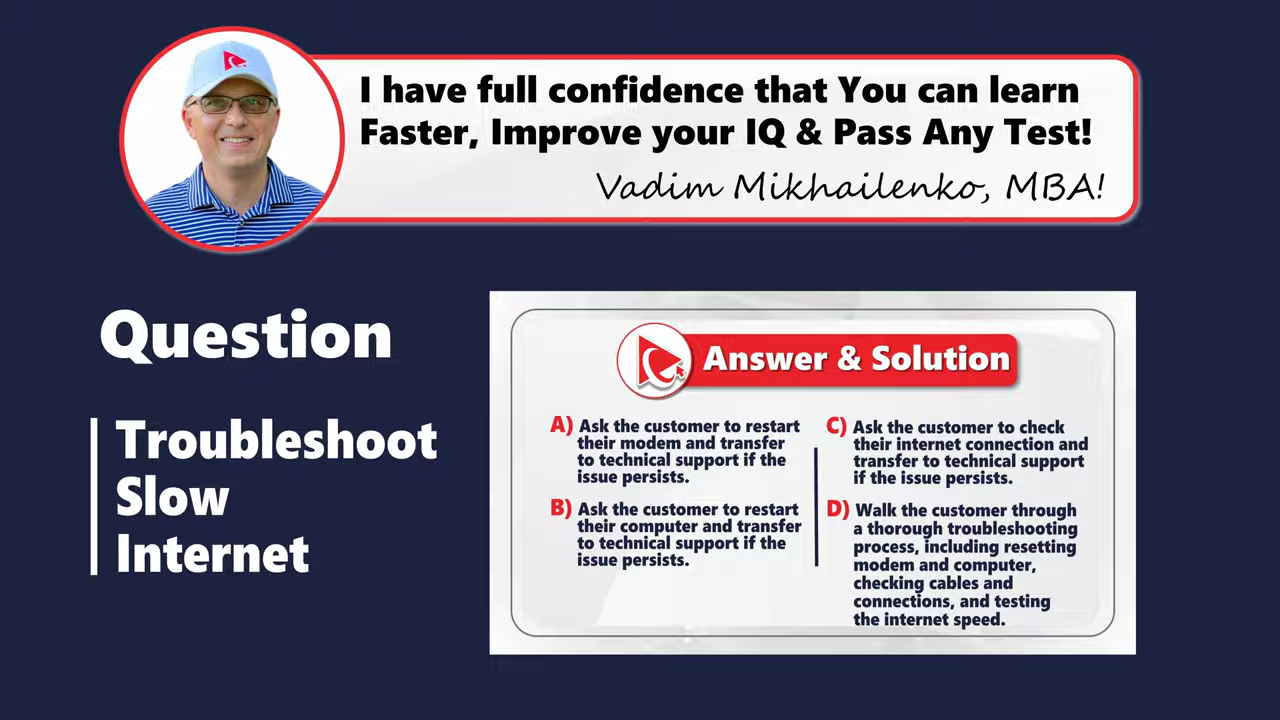 I have full confidence that You can learn
Faster, Improve your IQ & Pass Any Test!
Vadim Mikhailenko, MBA!
Question
Troubleshoot
Slow
Internet
Answer & Solution
A) Ask the customer to restart
their modem and transfer
to technical support if the
issue persists.
B) Ask the customer to restart
their computer and transfer
to technical support if the
issue persists.
C) Ask the customer to check
their internet connection and
transfer to technical support
if the issue persists.
D) Walk the customer through
a thorough troubleshooting
process, including resetting
modem and computer,
checking cables and
connections, and testing
the internet speed.